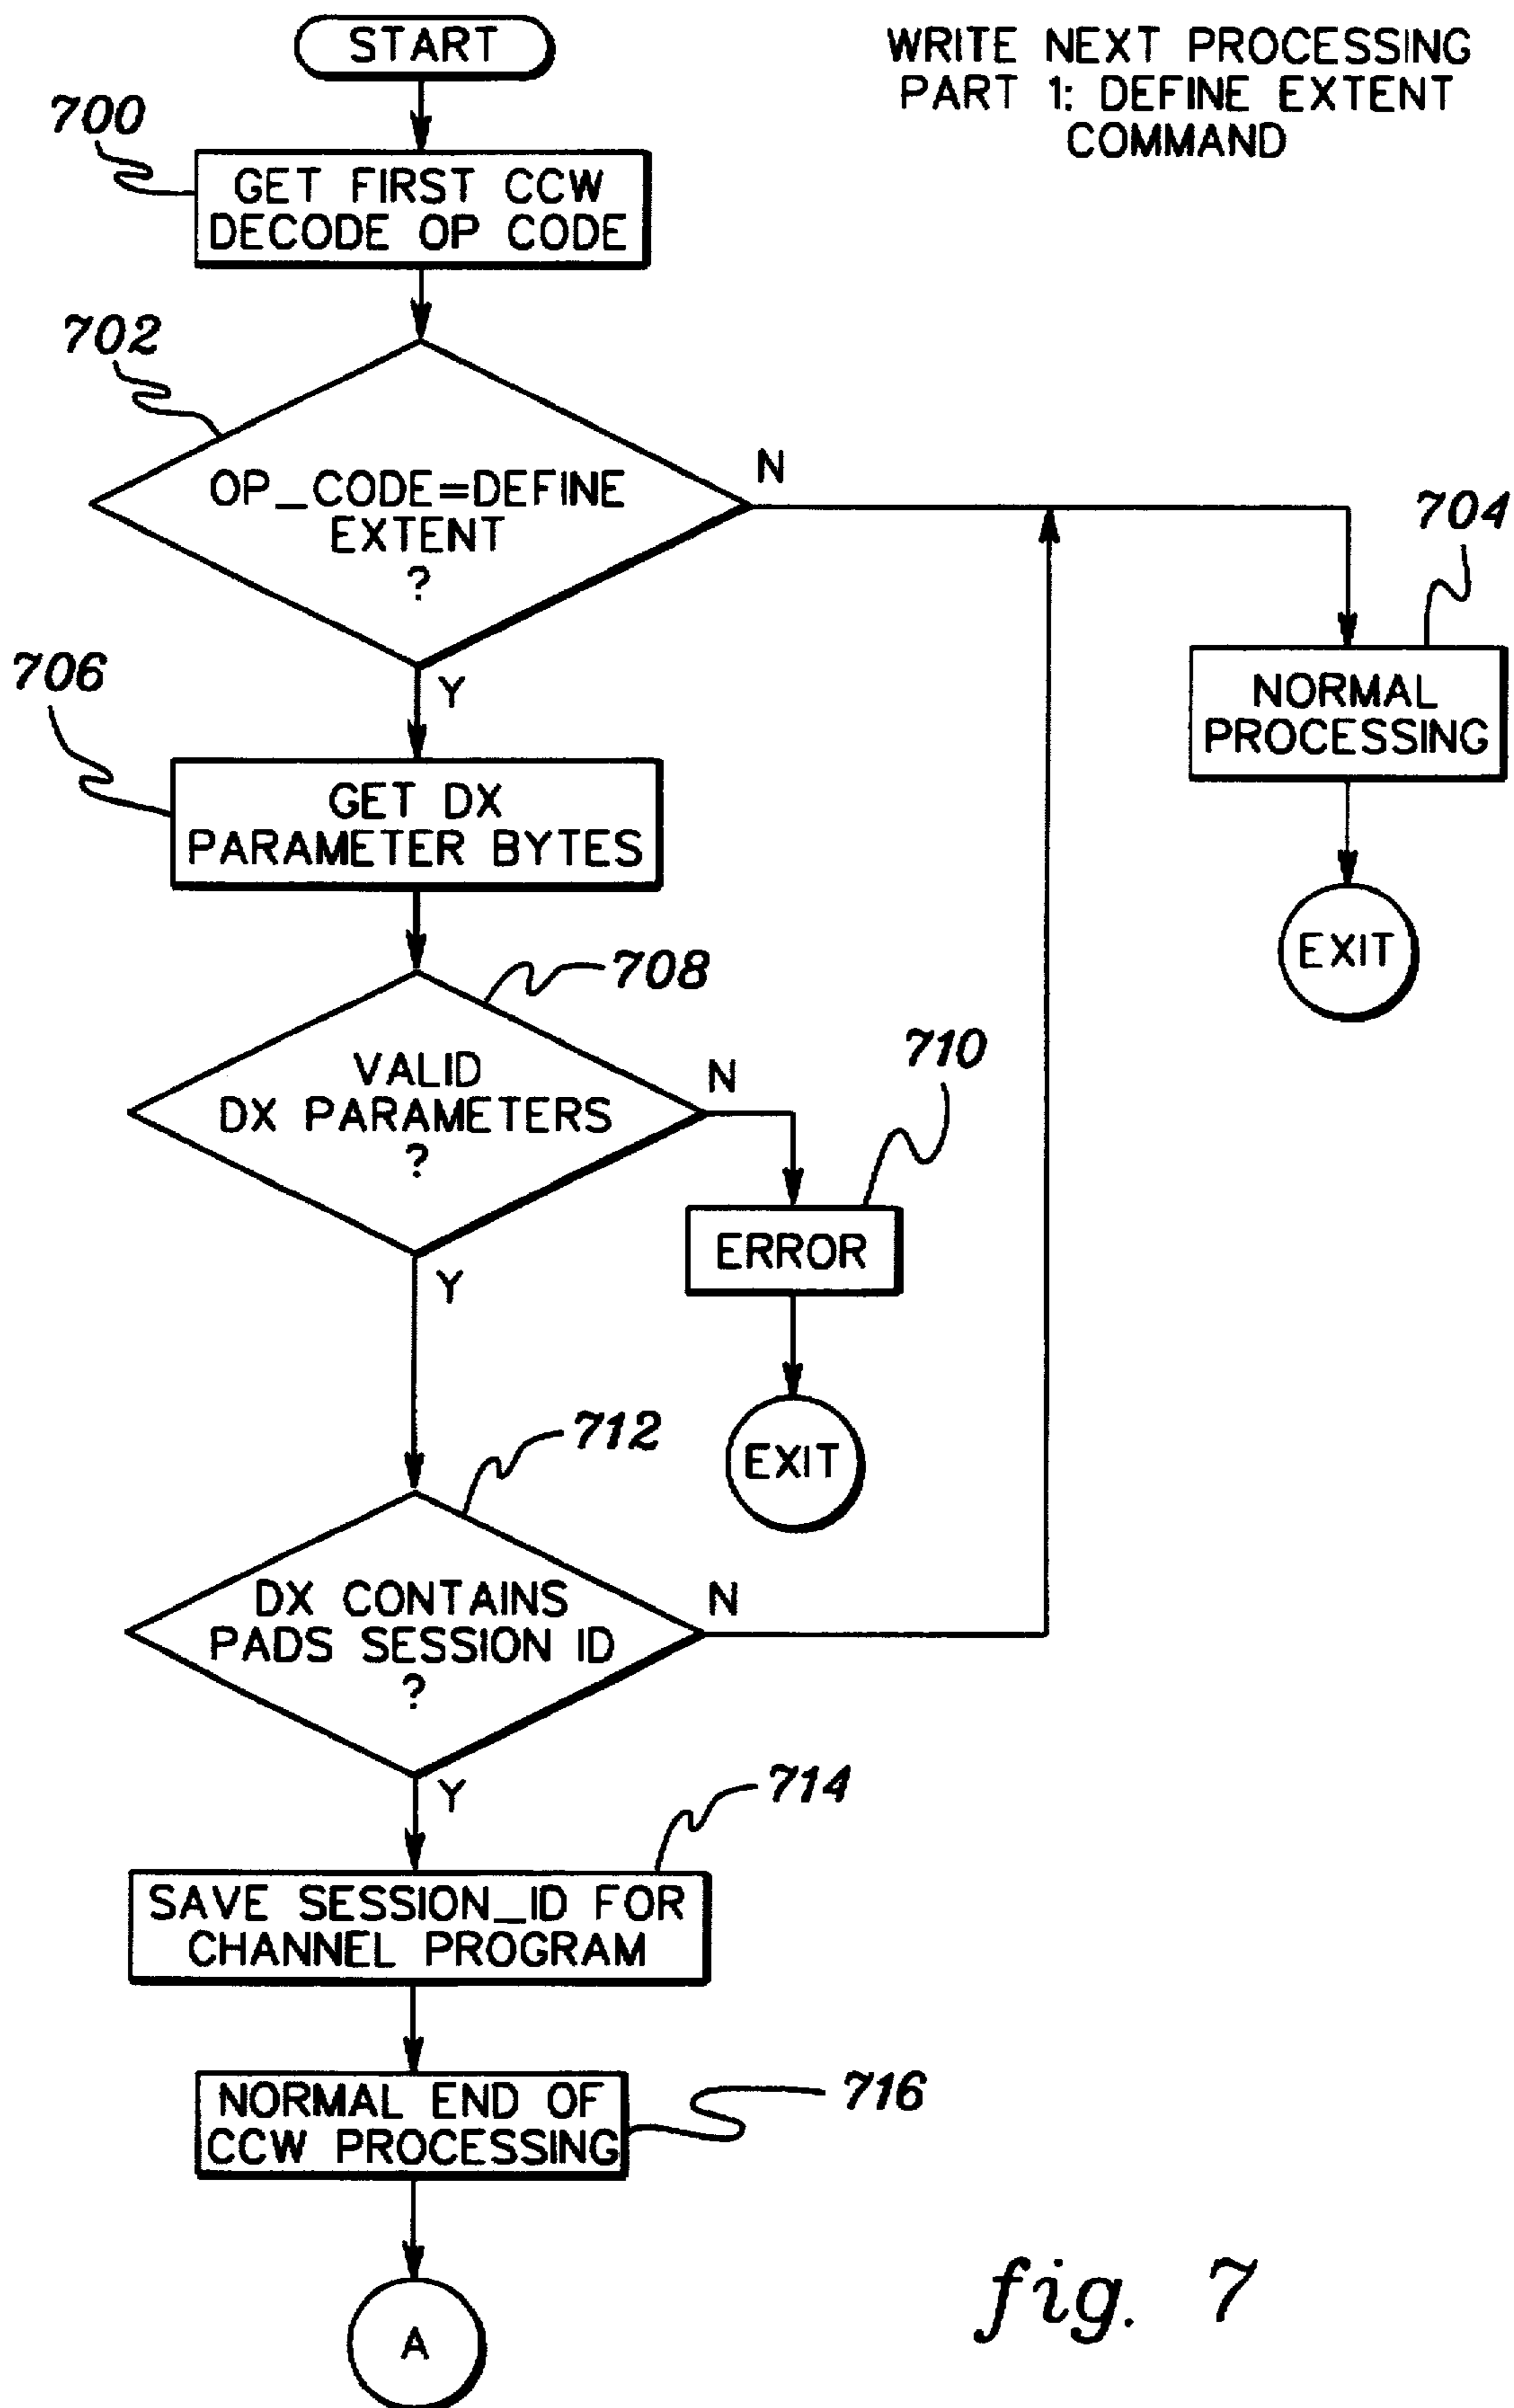 START
WRITE NEXT PROCESSING
PART 1: DEFINE EXTENT
COMMAND
700
GET FIRST CCW
DECODE OP CODE
702
OP_CODE=DEFINE
EXTENT
?
N
Y
704
NORMAL
PROCESSING
EXIT
706
GET DX
PARAMETER BYTES
708
VALID
DX PARAMETERS
?
N
Y
710
ERROR
EXIT
712
DX CONTAINS
PADS SESSION ID
?
N
Y
714
SAVE SESSION_ID FOR
CHANNEL PROGRAM
716
NORMAL END OF
CCW PROCESSING
A
fig. 7